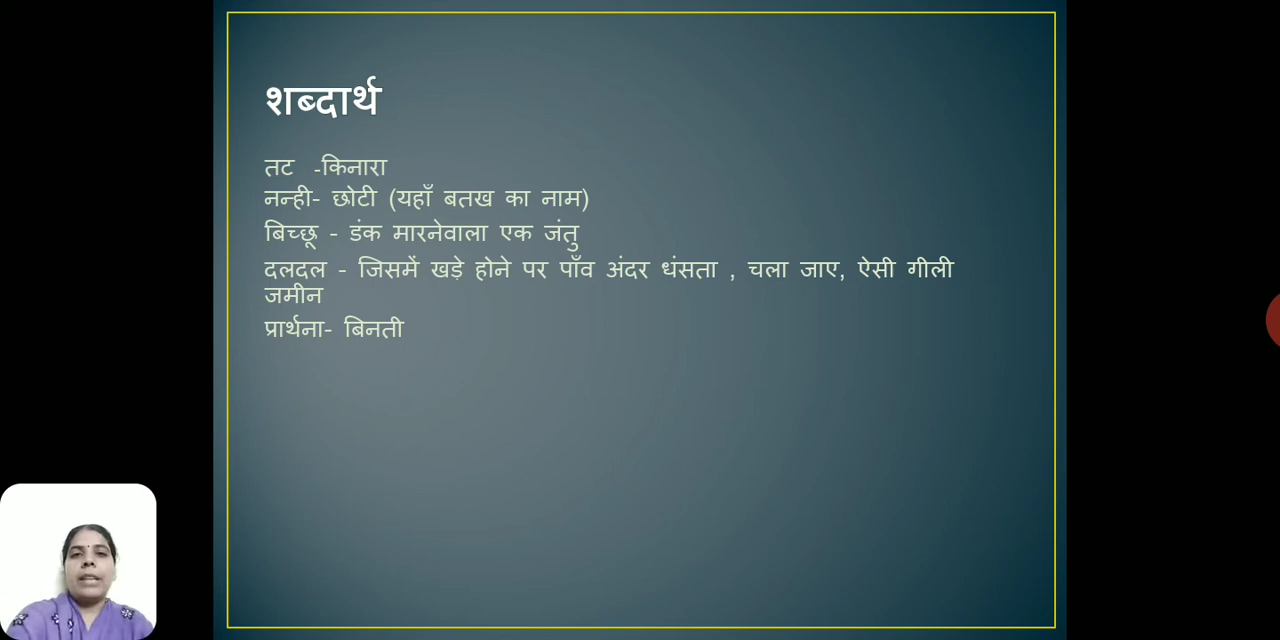 शब्दार्थ
तट -किनारा
नन्ही- छोटी (यहाँ बतख का नाम)
बिच्छू - डंक मारनेवाला एक जंतु
दलदल - जिसमें खड़े होने पर पाँव अंदर धंसता , चला जाए, ऐसी गीली
जमीन
प्रार्थना- बिनती